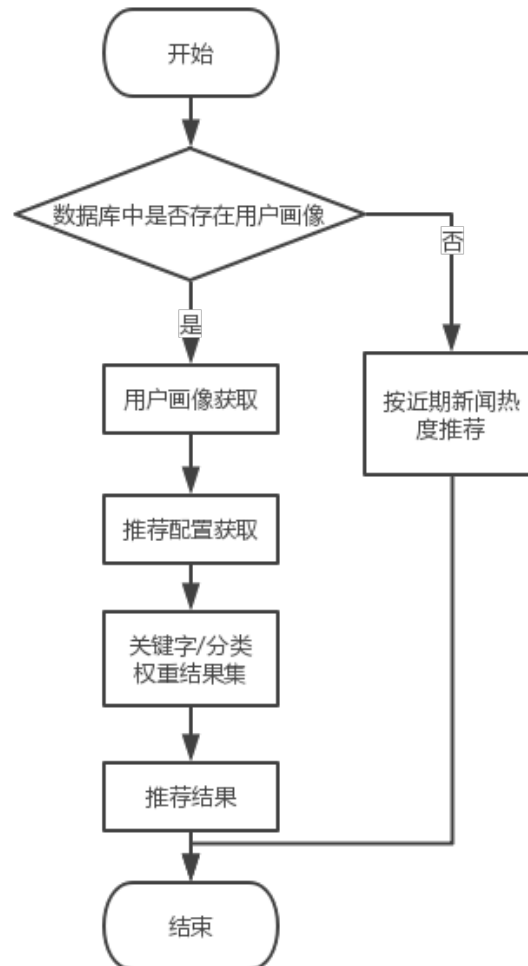 开始
数据库中是否存在用户画像
否
是
用户画像获取
按近期新闻热
度推荐
推荐配置获取
关键字/分类
权重结果集
推荐结果
结束